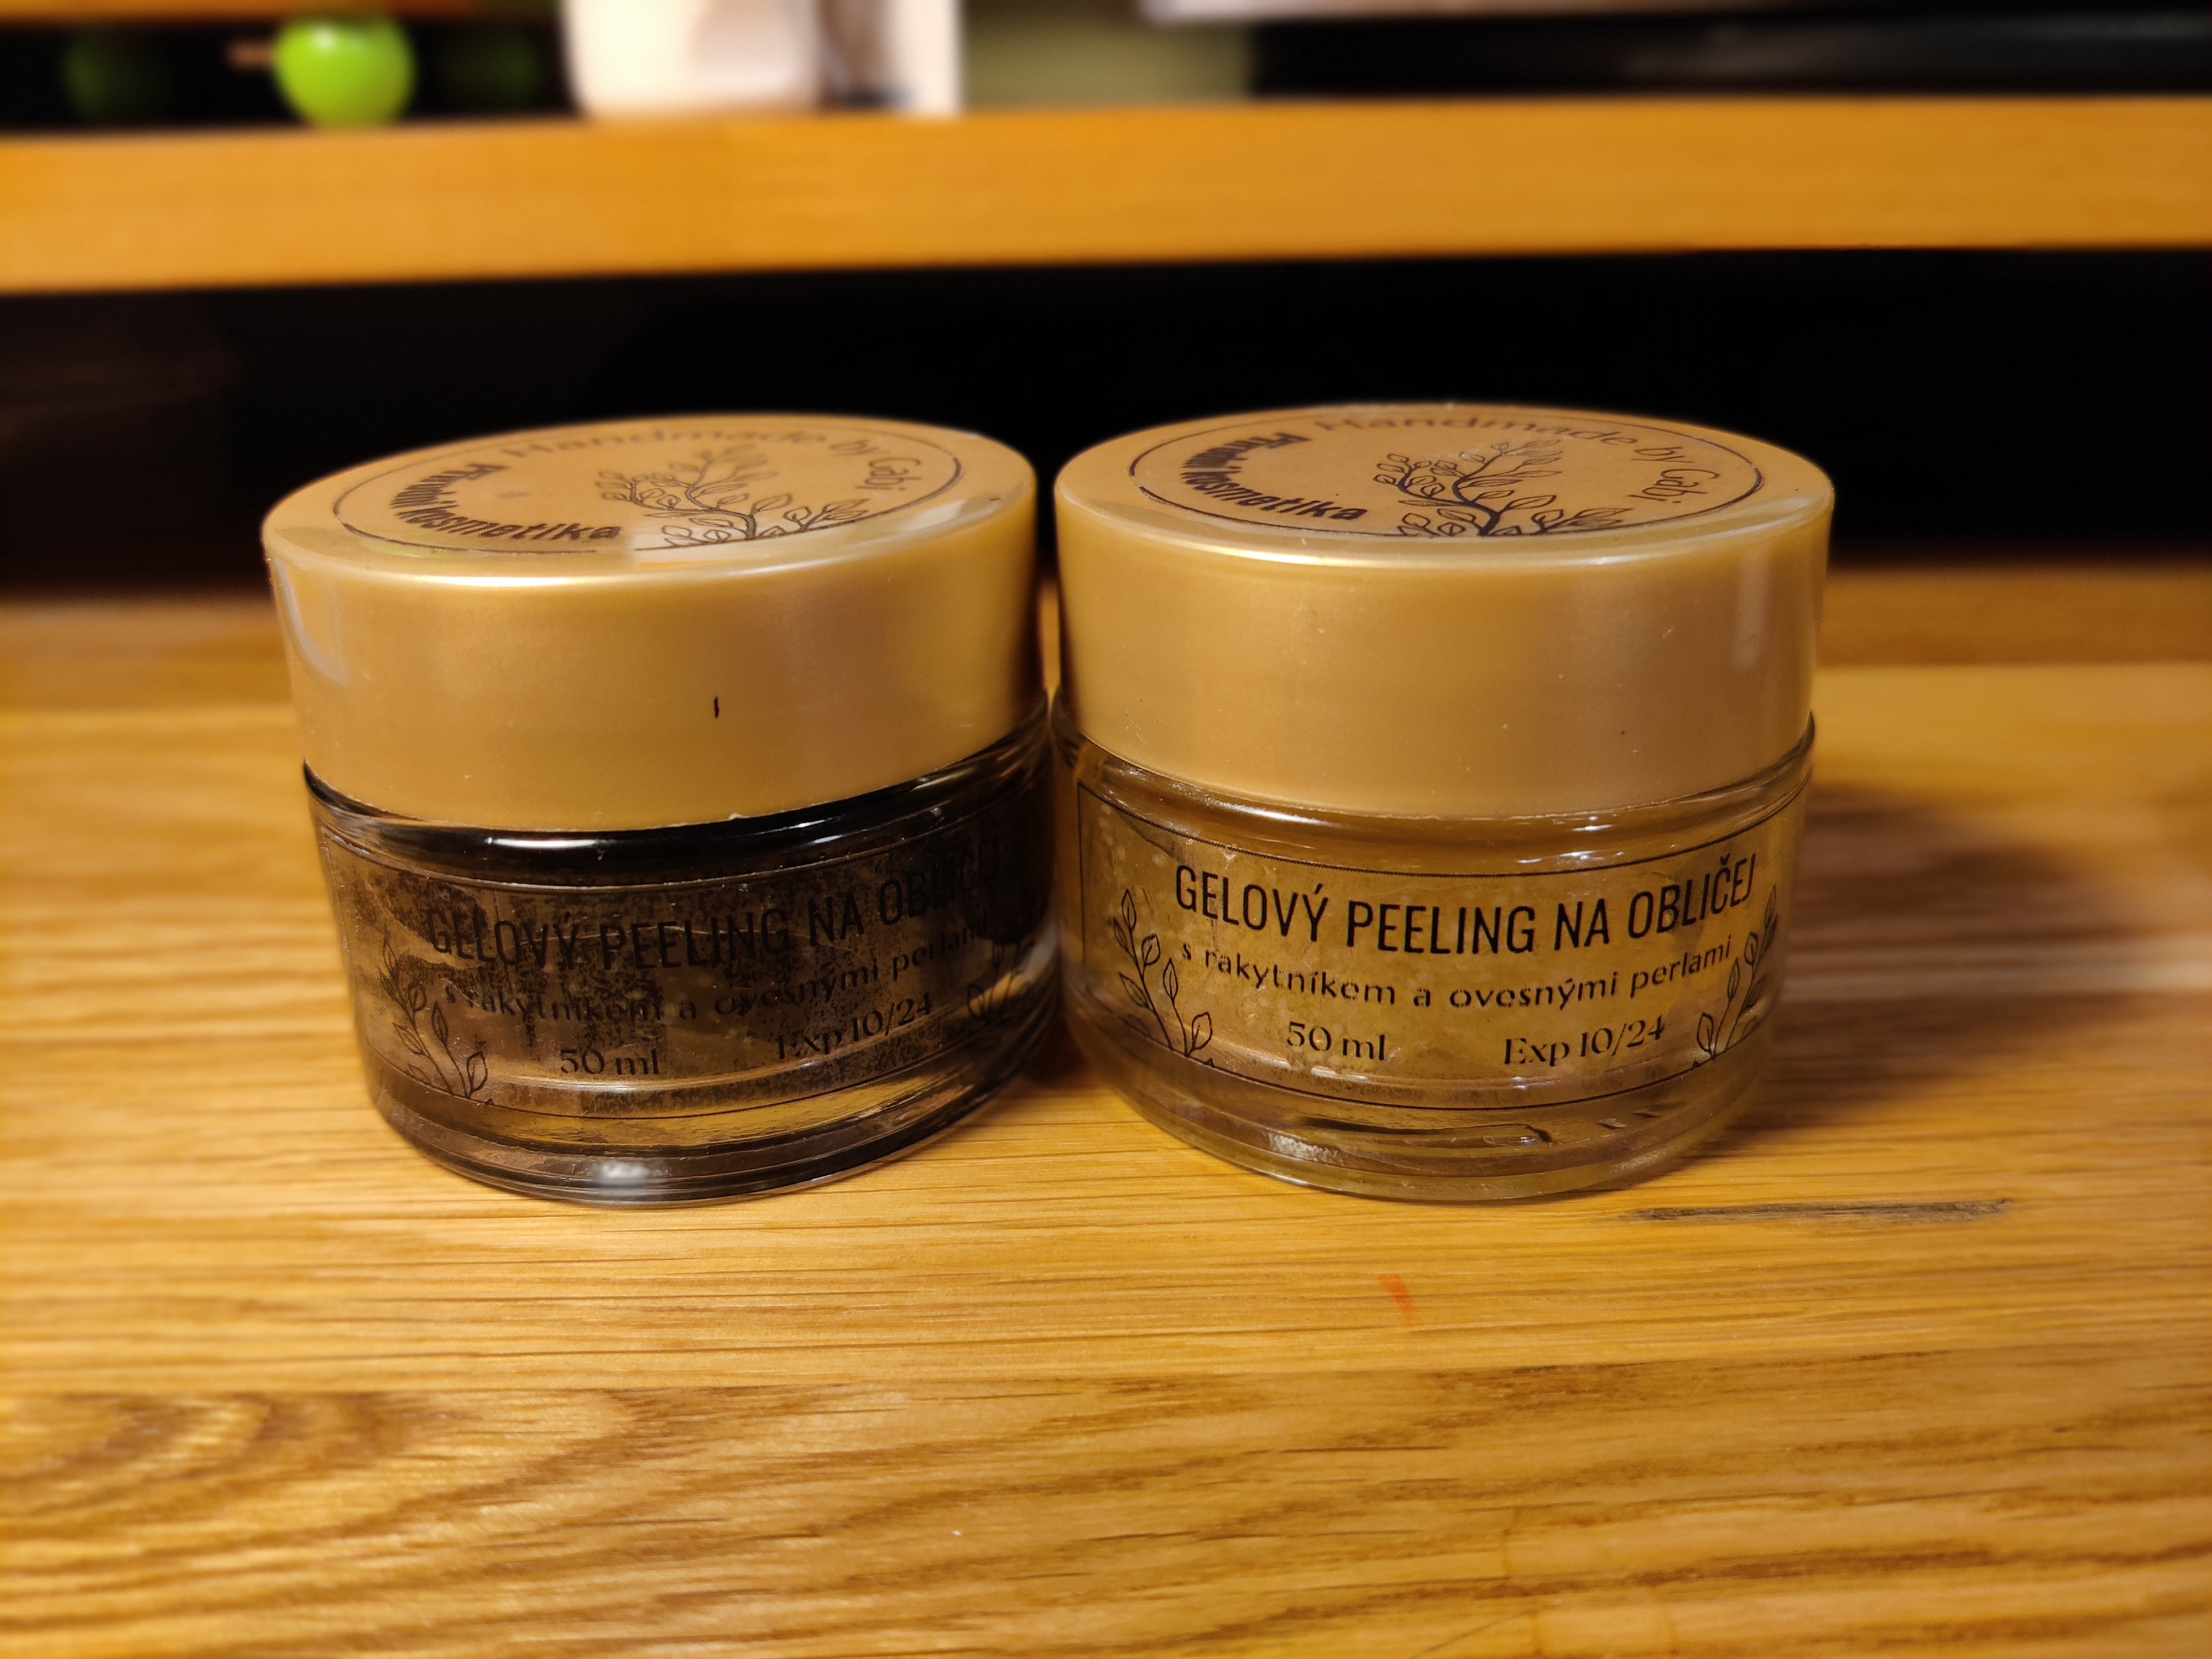 Handmade by Gabi
kosmetika
GELOVÝ PEELING NA OBLIČEJ
s rakytníkem a ovesnými perlami
50 ml Exp 10/24
Handmade by Gabi
kosmetika
GELOVÝ PEELING NA OBLIČEJ
s rakytníkem a ovesnými perlami
50 ml Exp 10/24